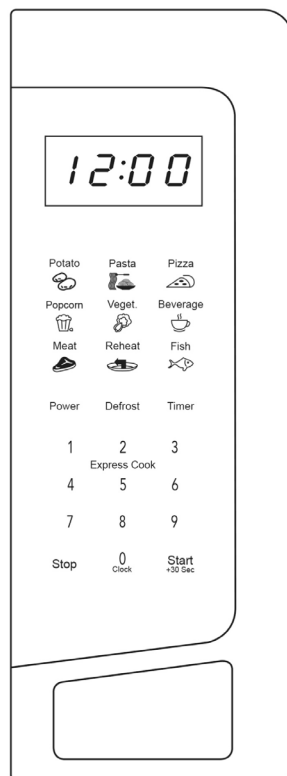 12:00
Potato Pasta Pizza
Popcorn Veget. Beverage
Meat Reheat Fish
Power Defrost Timer
1 2 3
Express Cook
4 5 6
7 8 9
Stop 0 Start
Clock +30 Sec